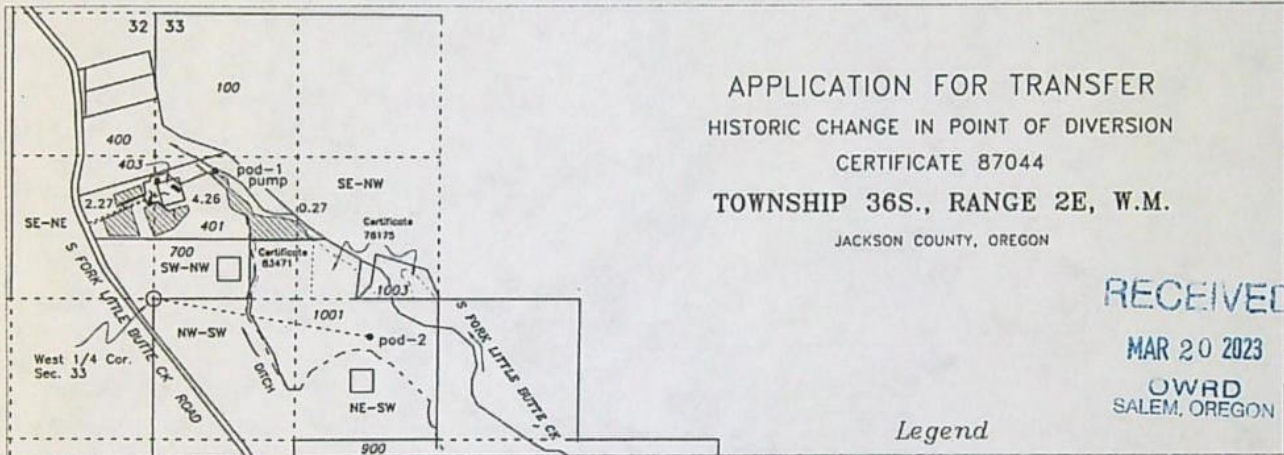 32 33
100
400
403
pod-1
pump
SE-NW
2.27
4.26
0.27
SE-NE
401
Certificate
76175
700
Certificate
83471
SW-NW
1003
S FORK LITTLE BUTTE CK ROAD
1001
NW-SW
pod-2
S FORK LITTLE BUTTE CK
West 1/4 Cor.
Sec. 33
DITCH
NE-SW
900
APPLICATION FOR TRANSFER
HISTORIC CHANGE IN POINT OF DIVERSION
CERTIFICATE 87044
TOWNSHIP 36S., RANGE 2E, W.M.
JACKSON COUNTY, OREGON
RECEIVED
MAR 20 2023
OWRD
SALEM, OREGON
Legend